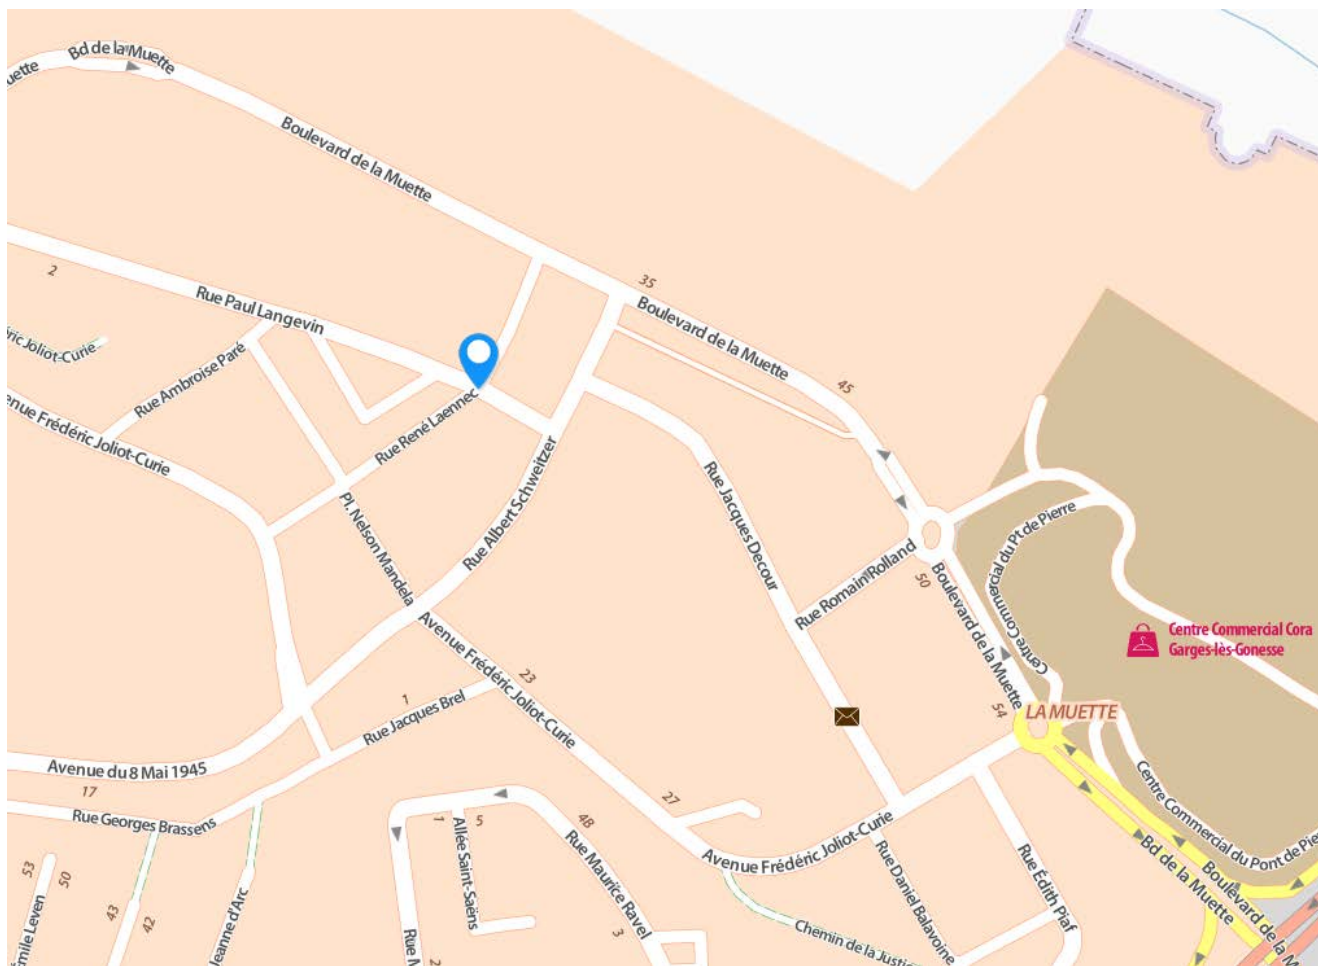 Bd de la Muette
uette
Boulevard de la Muette
2
35
Rue Paul Langevin
Boulevard de la Muette
éric Joliot-Curie
Rue Ambroise Paré
45
Rue René Laennec
enue Frédéric Joliot-Curie
Rue Albert Schweitzer
Rue Jacques Decour
Pl. Nelson Mandela
Centre Commercial du Pt de Pierre
Rue Romain Rolland
50
Boulevard de la Muette
Avenue Frédéric Joliot-Curie
Centre Commercial Cora
Garges-lès-Gonesse
23
1
Rue Jacques Brel
54
LA MUETTE
Avenue du 8 Mai 1945
17
Rue Georges Brassens
27
Centre Commercial du Pont de Pie
1
5
4B
Allée Saint-Saëns
Rue Maurice Ravel
Avenue Frédéric Joliot-Curie
Bd de la Muette
Boulevard de la M
Rue Daniel Balavoine
Rue Edith Piaf
53
50
43
42
mile Leven
Jeanne d'Arc
Rue M
2
3
Chemin de la Justic